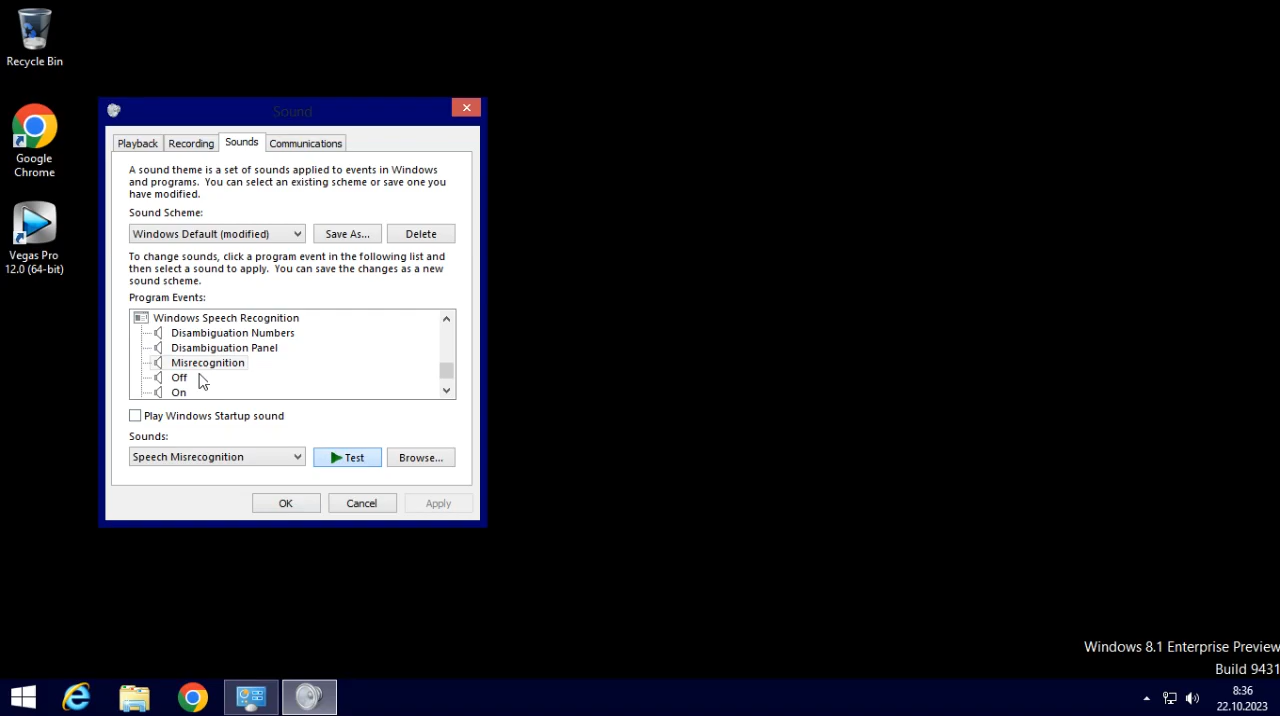 Recycle Bin
Google
Chrome
Vegas Pro
12.0 (64-bit)
Sound
Playback
Recording
Sounds
Communications
A sound theme is a set of sounds applied to events in Windows
and programs. You can select an existing scheme or save one you
have modified.
Sound Scheme:
Windows Default (modified)
Save As...
Delete
To change sounds, click a program event in the following list and
then select a sound to apply. You can save the changes as a new
sound scheme.
Program Events:
Windows Speech Recognition
Disambiguation Numbers
Disambiguation Panel
Misrecognition
Off
On
Play Windows Startup sound
Sounds:
Speech Misrecognition
Test
Browse...
OK
Cancel
Apply
Windows 8.1 Enterprise Preview
Build 9431
8:36
22.10.2023